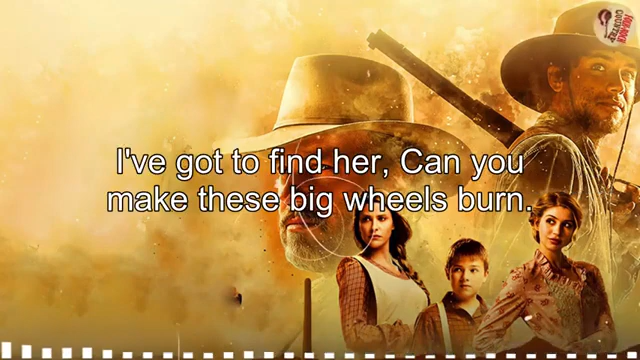 I've got to find her, Can you
make these big wheels burn.